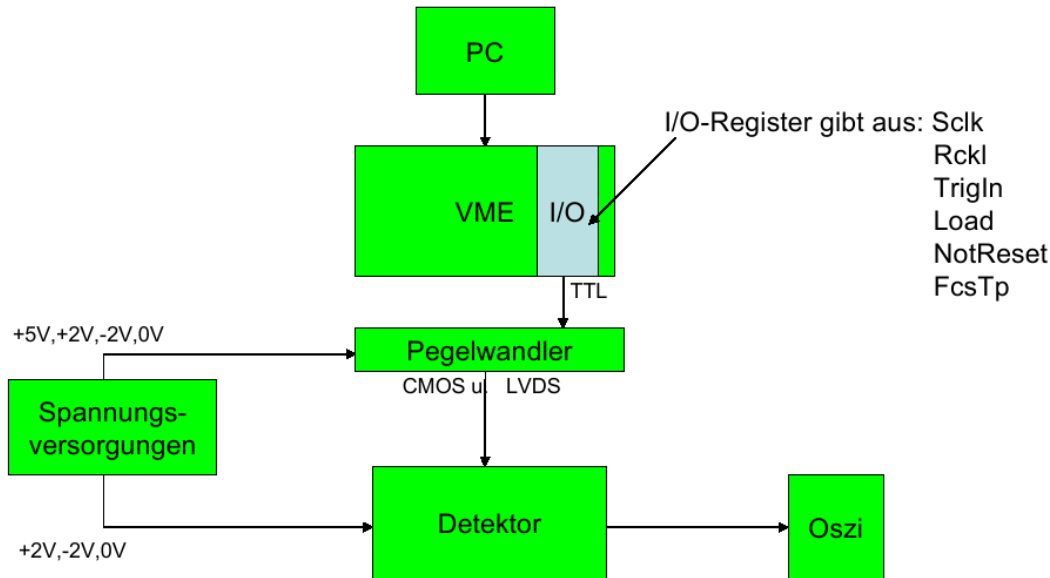 PC
I/O-Register gibt aus: Sclk
Rckl
TrigIn
Load
NotReset
FcsTp
VME
I/O
TTL
+5V,+2V,-2V,0V
Pegelwandler
CMOS u. LVDS
Spannungs-
versorgungen
Detektor
Oszi
+2V,-2V,0V